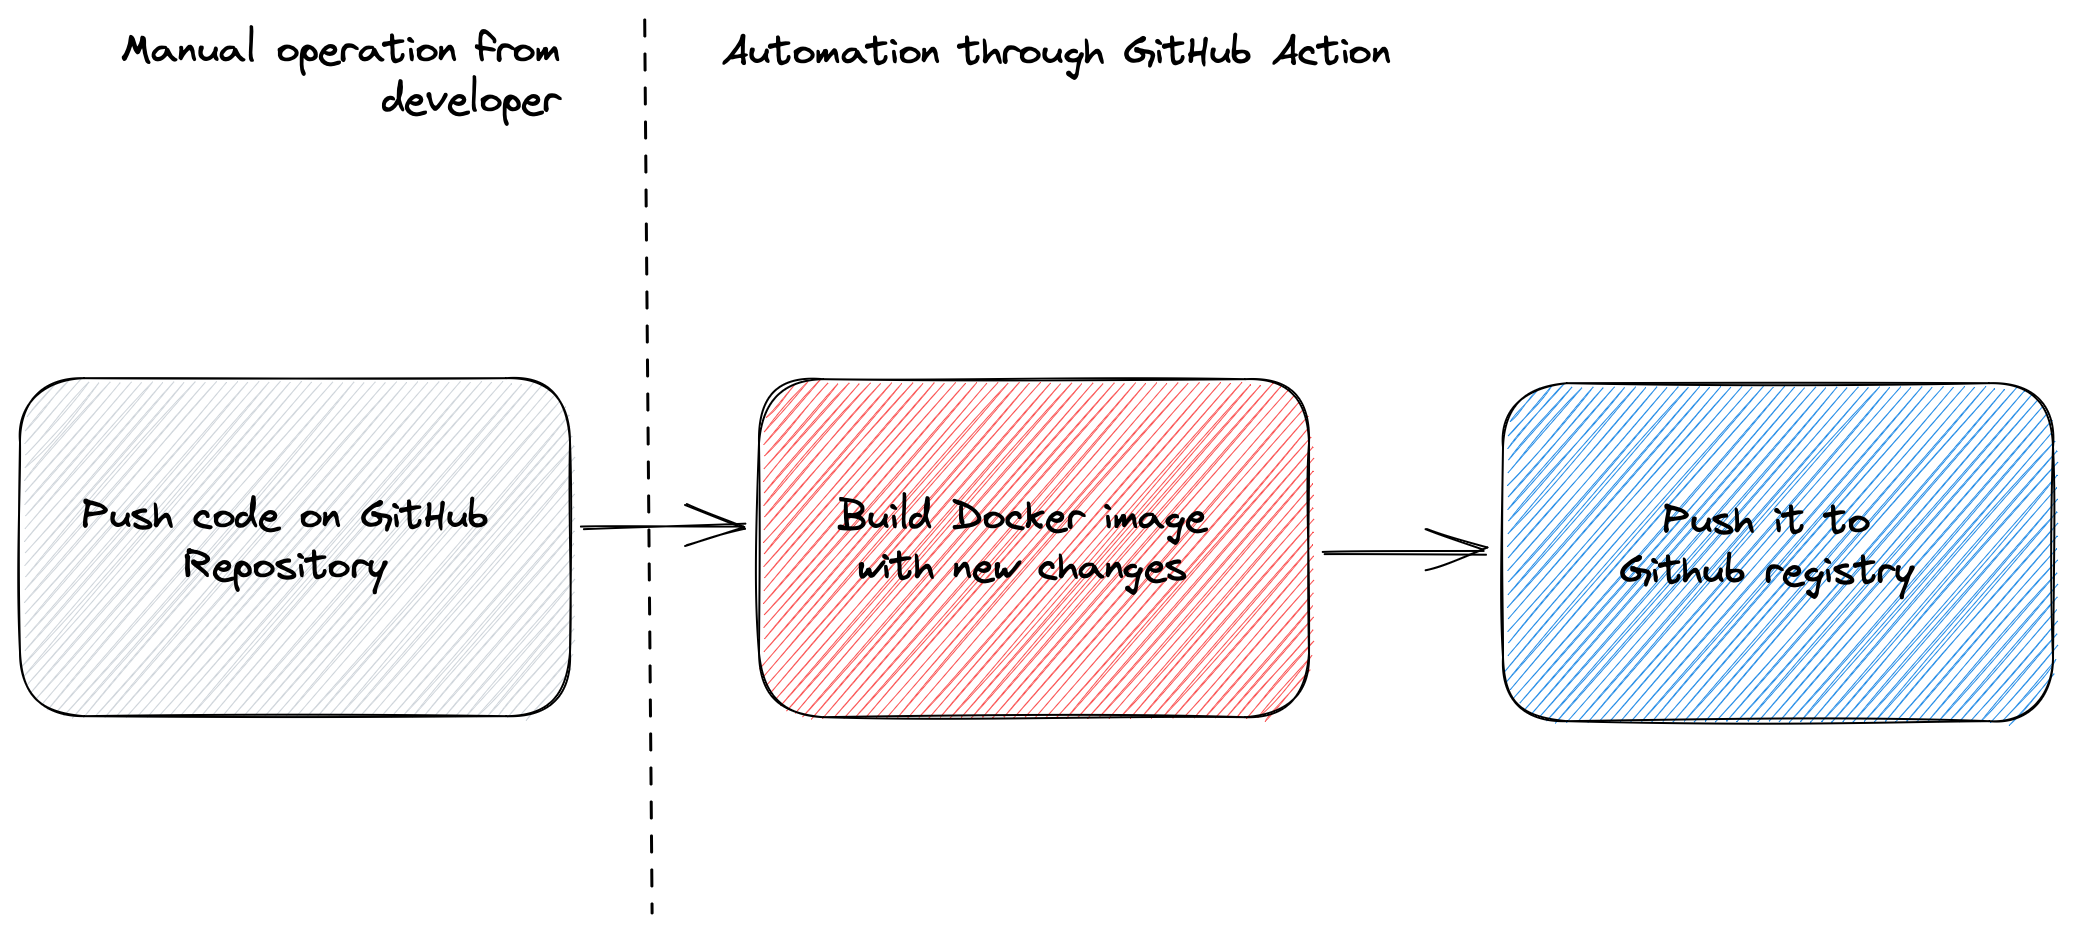 Manual operation from
developer
Automation through GitHub Action
Push code on GitHub
Repository
Build Docker image
with new changes
Push it to
Github registry